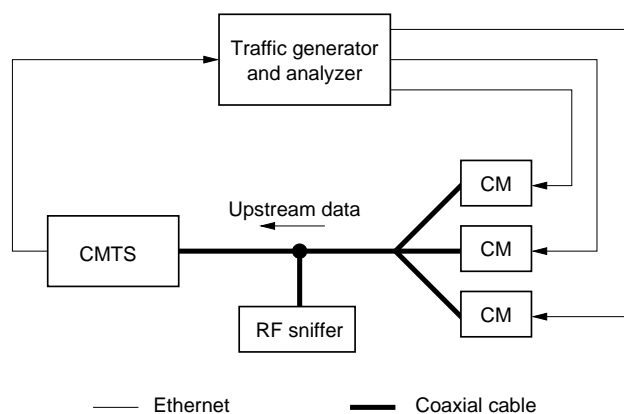 Traffic generator
and analyzer
CM
Upstream data
CMTS
CM
CM
RF sniffer
Ethernet
Coaxial cable